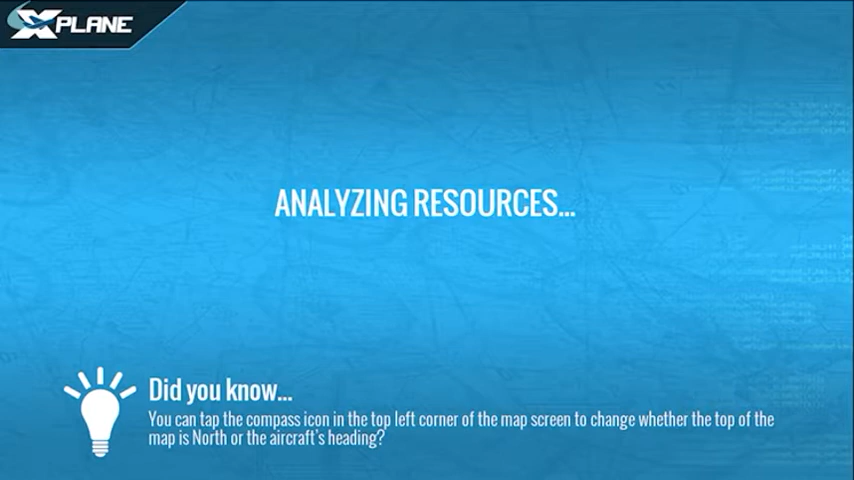 X PLANE
ANALYZING RESOURCES...
Did you know...
You can tap the compass icon in the top left corner of the map screen to change whether the top of the
map is North or the aircraft's heading?